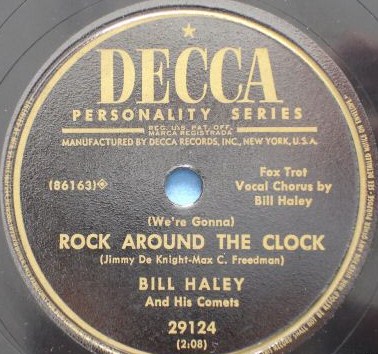 DECCA
PERSONALITY SERIES
REG. U.S. PAT. OFF.
MARCA REGISTRADA
MANUFACTURED BY DECCA RECORDS, INC., NEW YORK, U.S.A.
Fox Trot
(86163) Vocal Chorus by
Bill Haley
(We're Gonna)
ROCK AROUND THE CLOCK
(Jimmy De Knight-Max C. Freedman)
BILL HALEY
And His Comets
29124
(2:08)